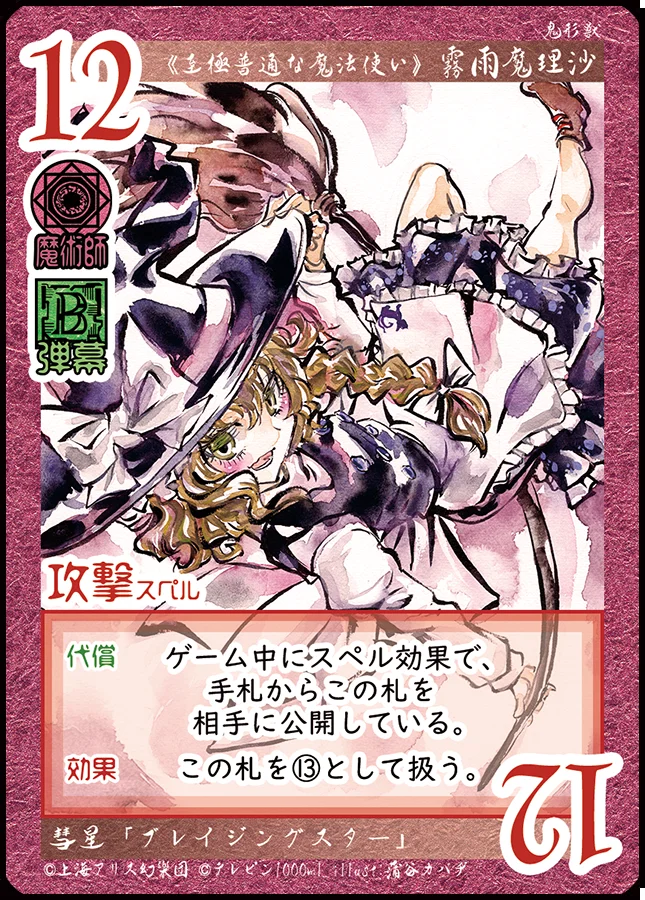 鬼形獣
12
《至極普通な魔法使い》 霧雨魔理沙
魔術師
B
弾幕
攻撃スペル
代償 ゲーム中にスペル効果で、
手札からこの札を
相手に公開している。
効果 この札を⑬として扱う。
12
彗星「ブレイジングスター」
©上海アリス幻樂団 ©テレピン1000ml illust:蒲谷カバヂ